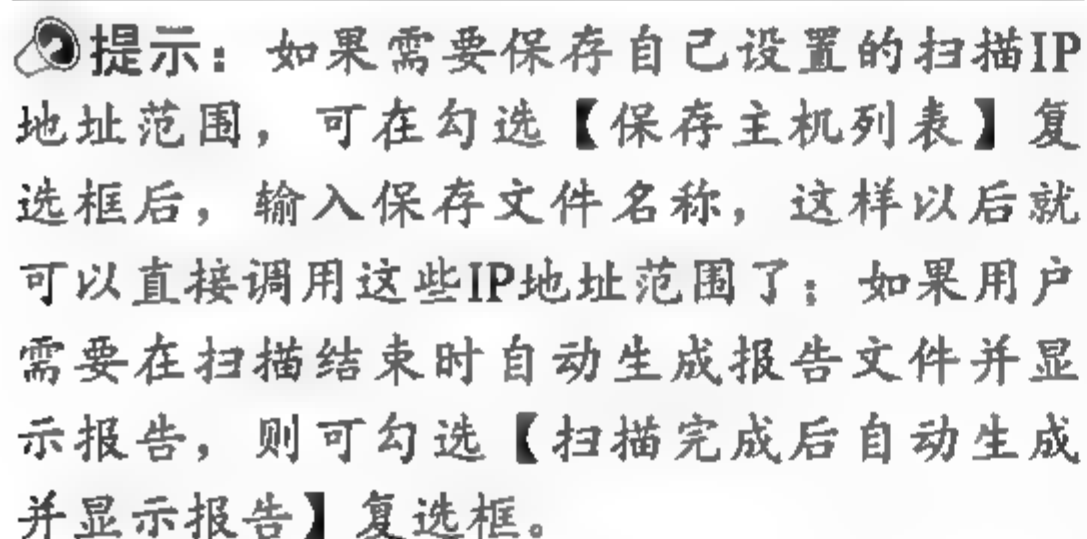 提示：如果需要保存自己设置的扫描IP
地址范围，可在勾选【保存主机列表】复
选框后，输入保存文件名称，这样以后就
可以直接调用这些IP地址范围了；如果用户
需要在扫描结束时自动生成报告文件并显
示报告，则可勾选【扫描完成后自动生成
并显示报告】复选框。